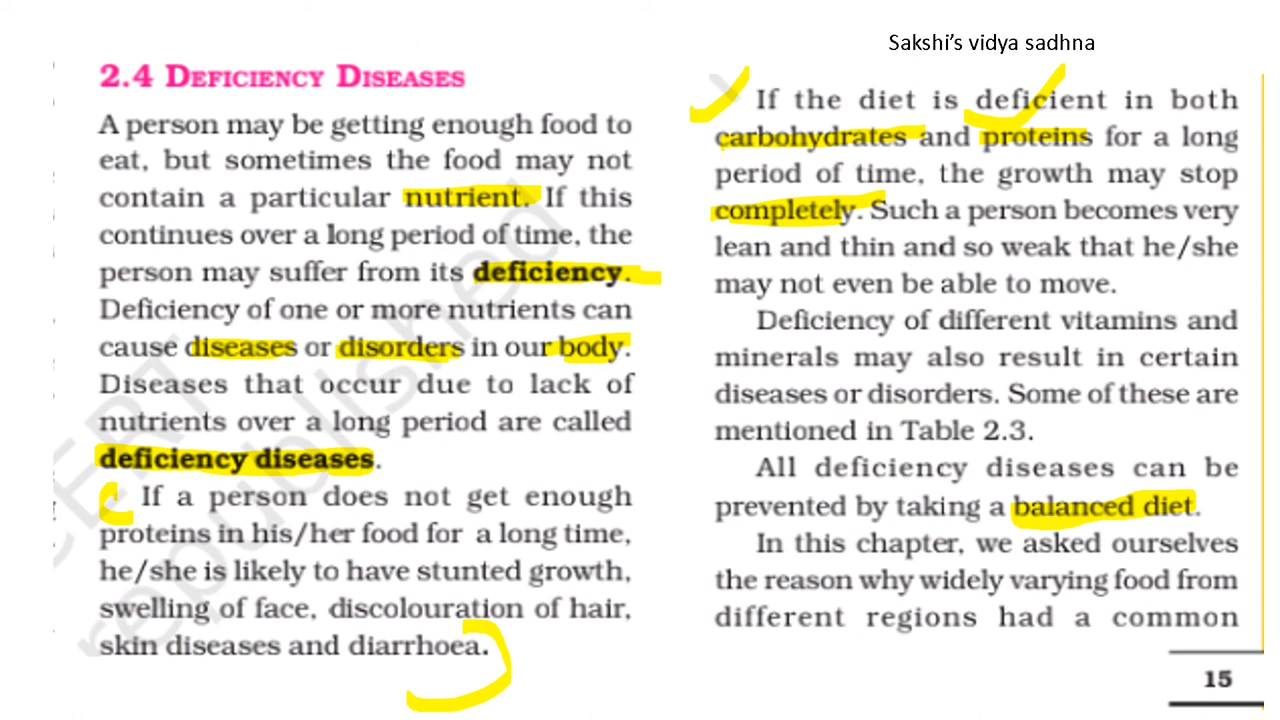 Sakshi's vidya sadhna
2.4 DEFICIENCY DISEASES
A person may be getting enough food to
eat, but sometimes the food may not
contain a particular nutrient. If this
continues over a long period of time, the
person may suffer from its deficiency.
Deficiency of one or more nutrients can
cause diseases or disorders in our body.
Diseases that occur due to lack of
nutrients over a long period are called
deficiency diseases.
If a person does not get enough
proteins in his/her food for a long time,
he/she is likely to have stunted growth,
swelling of face, discolouration of hair,
skin diseases and diarrhoea.
If the diet is deficient in both
carbohydrates and proteins for a long
period of time, the growth may stop
completely. Such a person becomes very
lean and thin and so weak that he/she
may not even be able to move.
Deficiency of different vitamins and
minerals may also result in certain
diseases or disorders. Some of these are
mentioned in Table 2.3.
All deficiency diseases can be
prevented by taking a balanced diet.
In this chapter, we asked ourselves
the reason why widely varying food from
different regions had a common
15